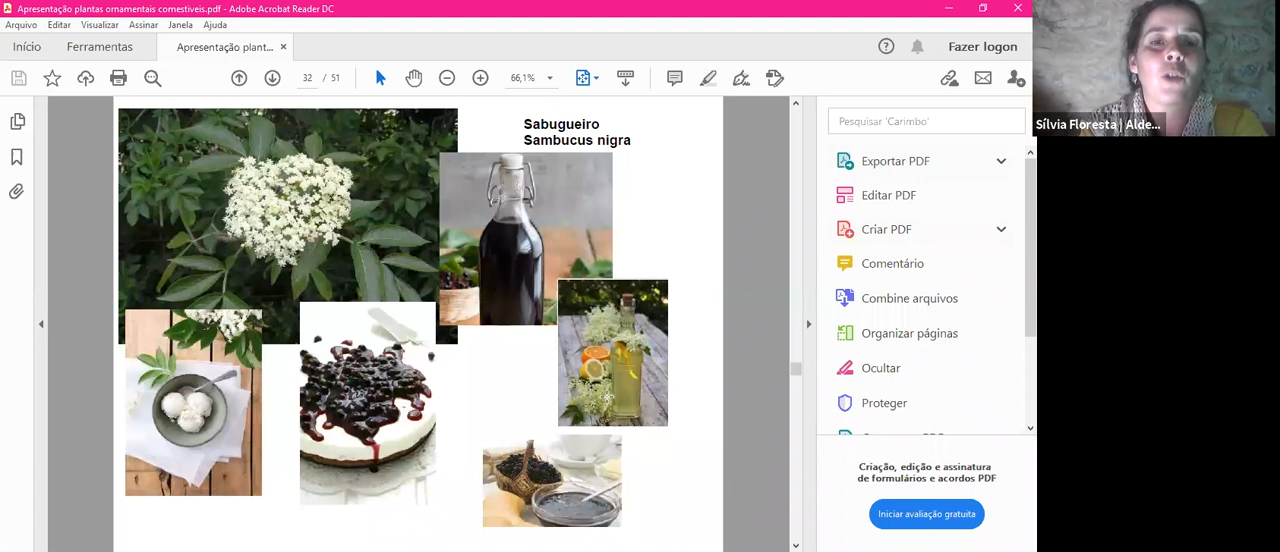 Apresentação plantas ornamentais comestiveis.pdf - Adobe Acrobat Reader DC
Arquivo Editar Visualizar Assinar Janela Ajuda
Início Ferramentas Apresentação plant... ×
Fazer logon
32 / 51
66,1%
Sabugueiro
Sambucus nigra
Pesquisar 'Carimbo'
Exportar PDF
Editar PDF
Criar PDF
Comentário
Combine arquivos
Organizar páginas
Ocultar
Proteger
Criação, edição e assinatura
de formulários e acordos PDF
Iniciar avaliação gratuita
Sílvia Floresta | Alde...